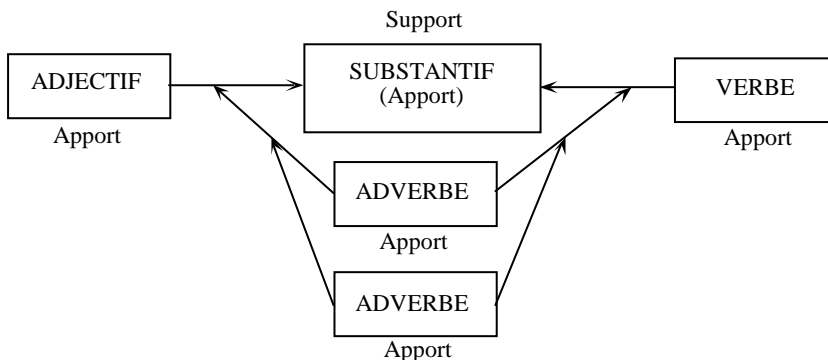 Support
ADJECTIF
SUBSTANTIF
(Apport)
VERBE
Apport
Apport
ADVERBE
Apport
ADVERBE
Apport